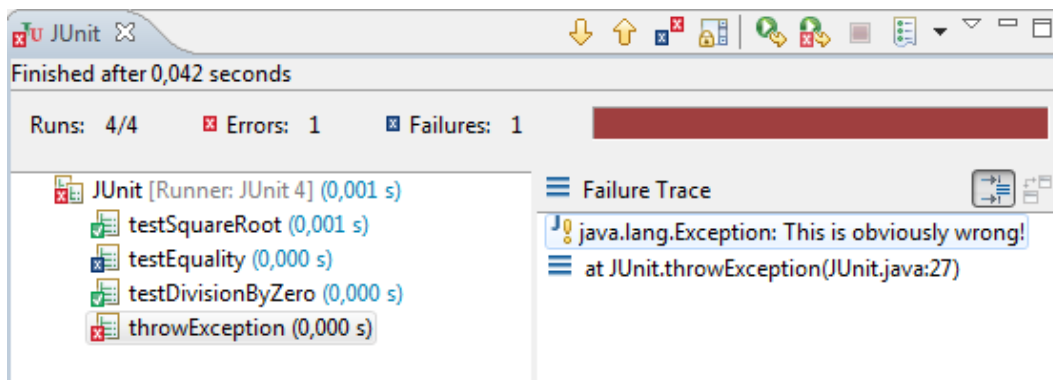 JUnit
Finished after 0,042 seconds
Runs: 4/4 Errors: 1 Failures: 1
JUnit [Runner: JUnit 4] (0,001 s)
testSquareRoot (0,001 s)
testEquality (0,000 s)
testDivisionByZero (0,000 s)
throwException (0,000 s)
Failure Trace
java.lang.Exception: This is obviously wrong!
at JUnit.throwException(JUnit.java:27)